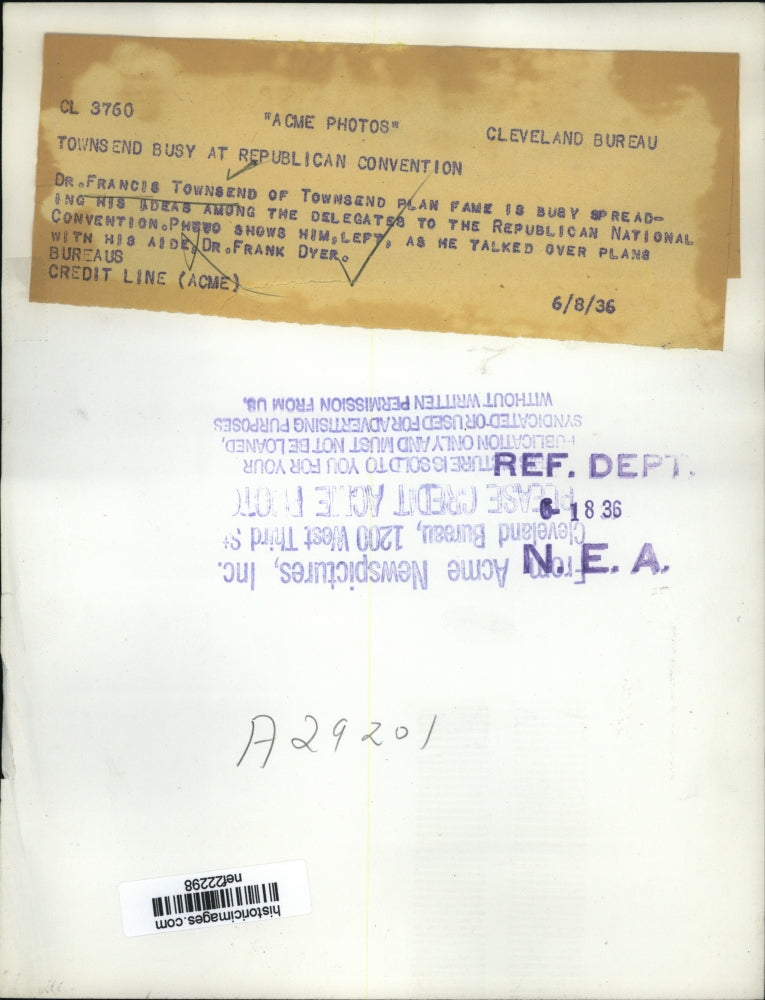 CL 3760
"ACME PHOTOS"
CLEVELAND BUREAU
TOWNSEND BUSY AT REPUBLICAN CONVENTION
DR.FRANCIS TOWNSEND OF TOWNSEND PLAN FAME IS BUSY SPREAD-
ING HIS IDEAS AMONG THE DELEGATES TO THE REPUBLICAN NATIONAL
CONVENTION.PHOTO SHOWS HIM,LEFT, AS HE TALKED OVER PLANS
WITH HIS AIDE,DR.FRANK DYER.
BUREAUS
CREDIT LINE (ACME)
6/8/36
REF. DEPT.
6-18 36
N. E. A.
From Acme Newspictures, Inc.
Cleveland Bureau, 1200 West Third St
PLEASE CREDIT ACME PHOTO
TURE IS SOLD TO YOU FOR YOUR
PUBLICATION ONLY AND MUST NOT BE LOANED,
SYNDICATED OR USED FOR ADVERTISING PURPOSES
WITHOUT WRITTEN PERMISSION FROM US.
A29201
historicimages.com
nef22298